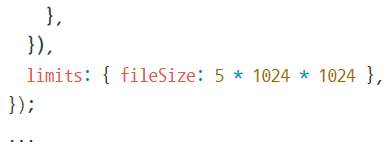 },
}),
limits: { fileSize: 5 * 1024 * 1024 },
});
...